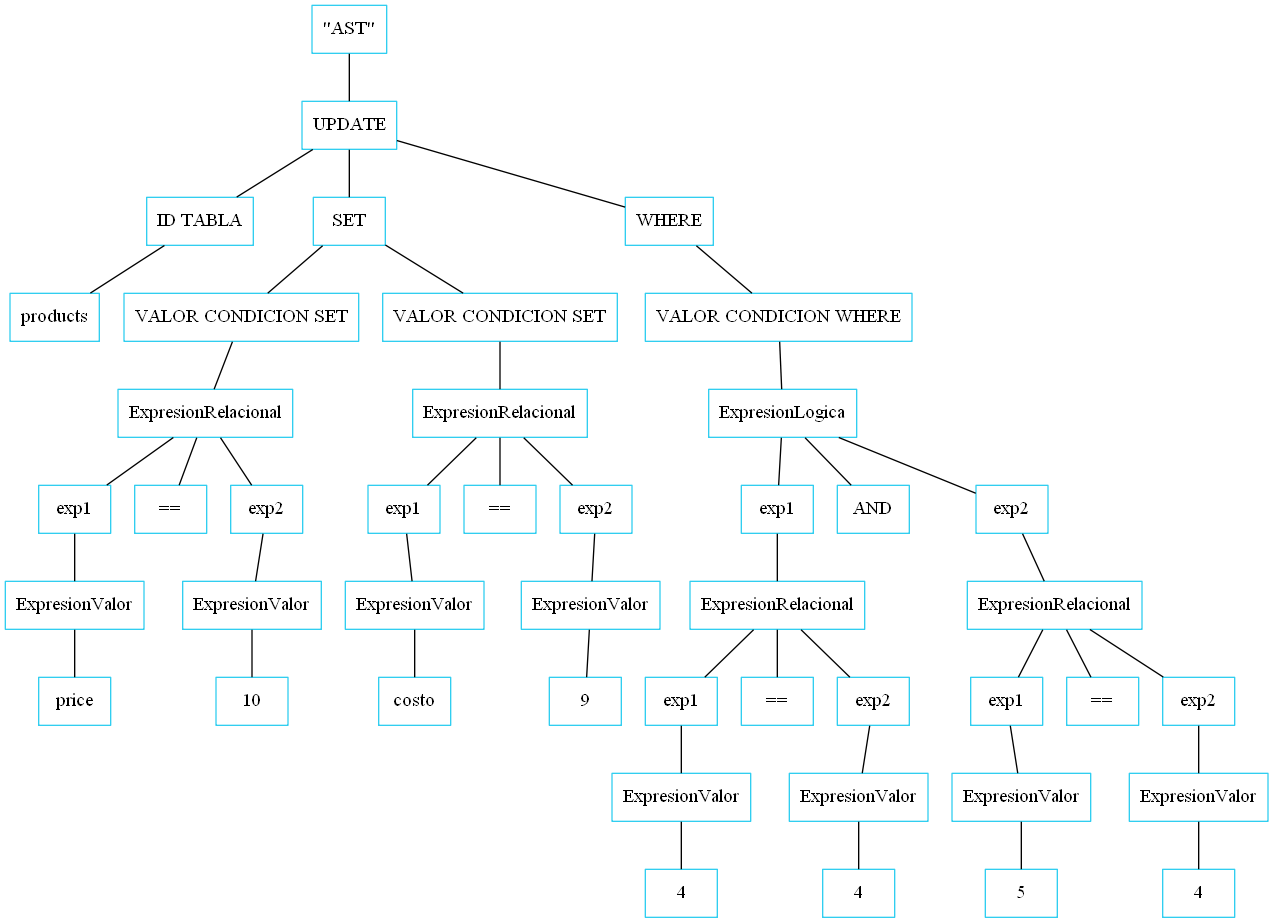 "AST"
UPDATE
ID TABLA
SET
WHERE
products
VALOR CONDICION SET
VALOR CONDICION SET
VALOR CONDICION WHERE
ExpresionRelacional
ExpresionRelacional
ExpresionLogica
exp1
==
exp2
exp1
==
exp2
exp1
AND
exp2
ExpresionValor
ExpresionValor
ExpresionValor
ExpresionValor
ExpresionRelacional
ExpresionRelacional
price
10
costo
9
exp1
==
exp2
exp1
==
exp2
ExpresionValor
ExpresionValor
ExpresionValor
ExpresionValor
4
4
5
4